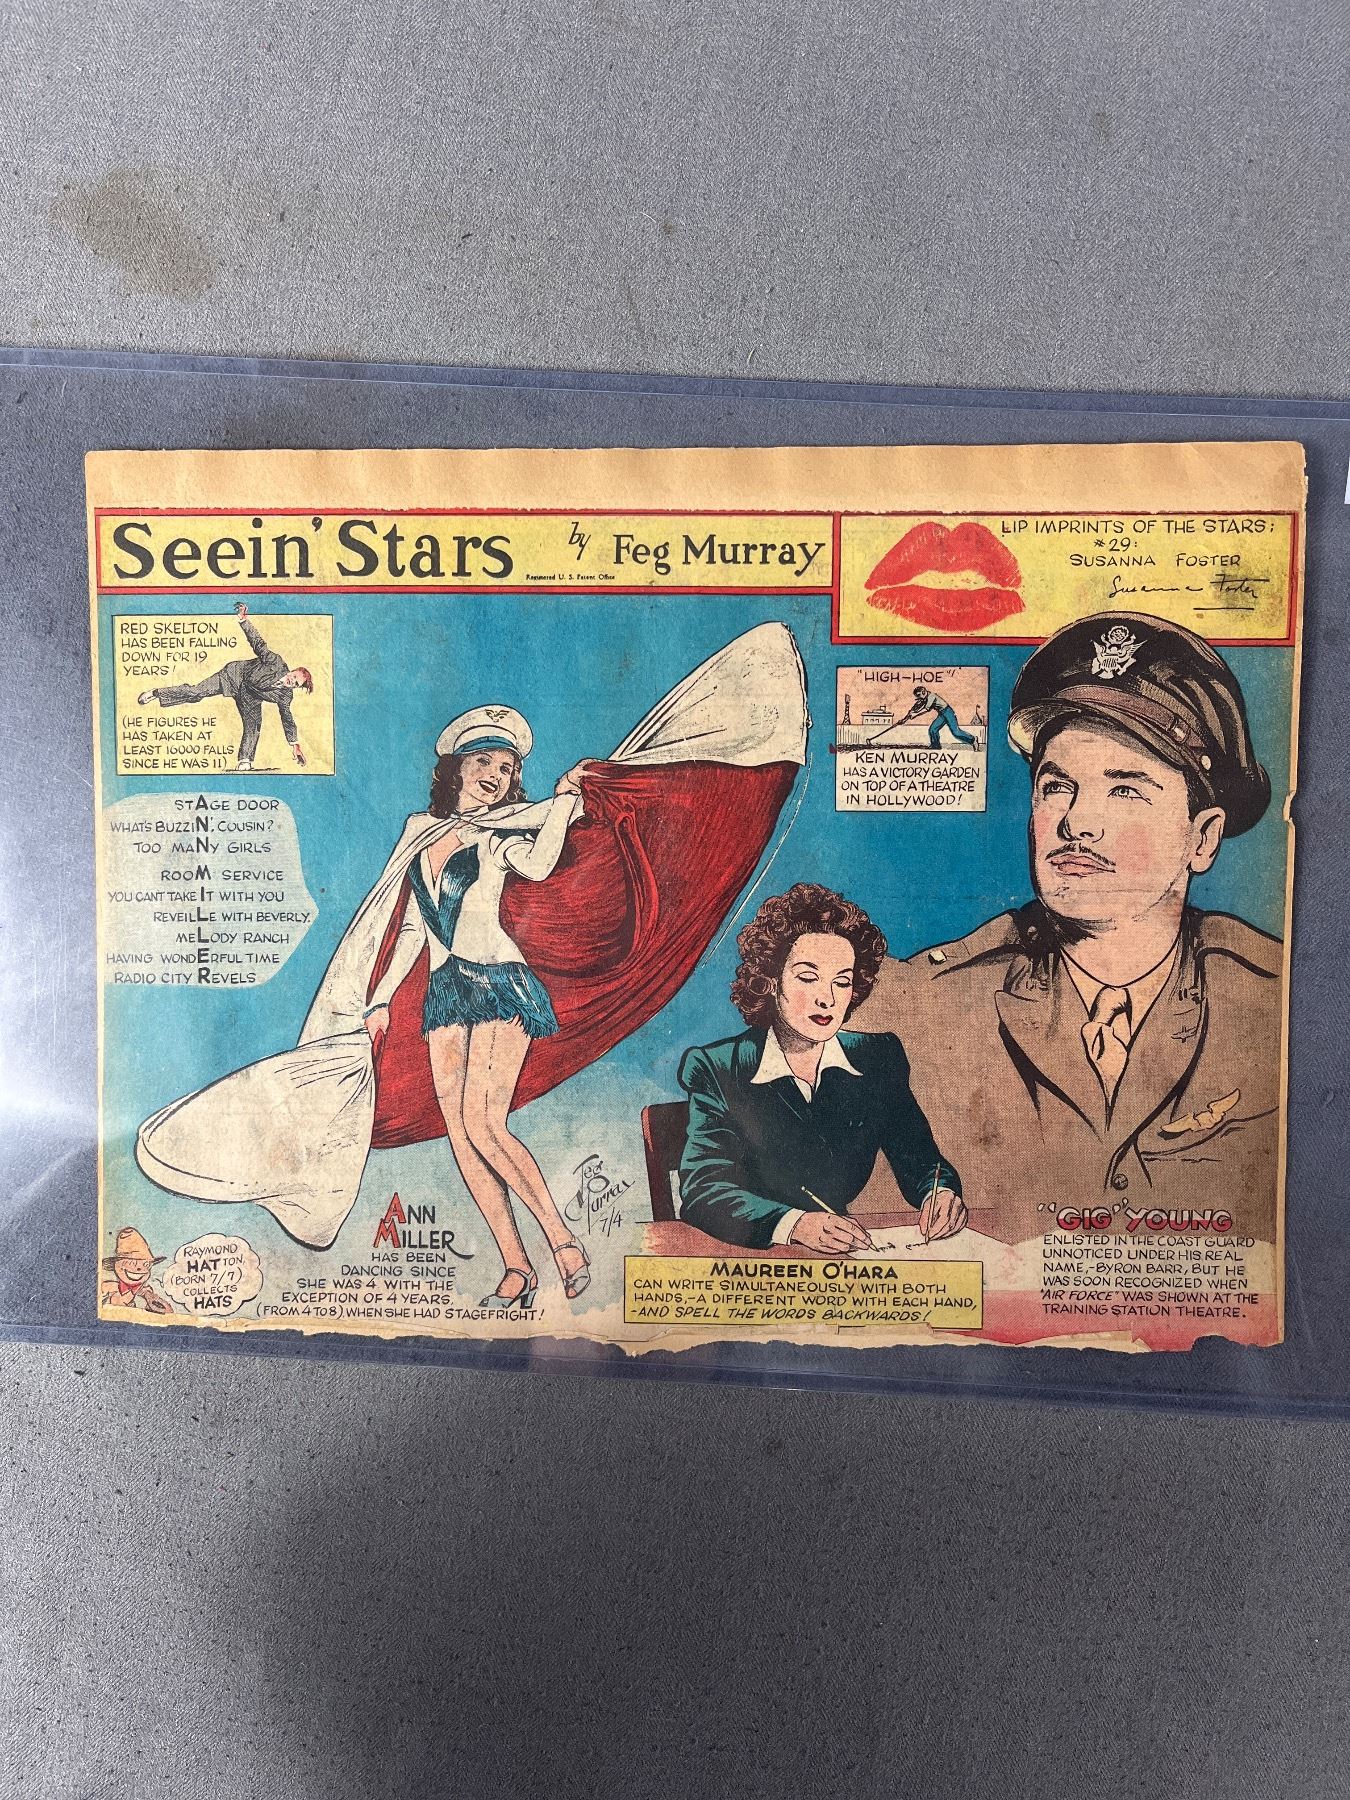 Seein' Stars
by
Feg Murray
Registered U. S. Patent Office
LIP IMPRINTS OF THE STARS:
#29:
SUSANNA FOSTER
Susanna Foster
RED SKELTON
HAS BEEN FALLING
DOWN FOR 19
YEARS!
(HE FIGURES HE
HAS TAKEN AT
LEAST 16000 FALLS
SINCE HE WAS 11)
"HIGH-HOE"!
KEN MURRAY
HAS A VICTORY GARDEN
ON TOP OF A THEATRE
IN HOLLYWOOD!
STAGE DOOR
WHAT'S BUZZIN', COUSIN?
TOO MANY GIRLS
ROOM SERVICE
YOU CANT TAKE IT WITH YOU
REVEILLE WITH BEVERLY
MELODY RANCH
HAVING WONDERFUL TIME
RADIO CITY REVELS
RAYMOND
HATTON,
(BORN 7/7)
COLLECTS
HATS
ANN
MILLER
HAS BEEN
DANCING SINCE
SHE WAS 4 WITH THE
EXCEPTION OF 4 YEARS,
(FROM 4 TO 8), WHEN SHE HAD STAGEFRIGHT!
Feg
Murray
7/4
MAUREEN O'HARA
CAN WRITE SIMULTANEOUSLY WITH BOTH
HANDS,-A DIFFERENT WORD WITH EACH HAND,
-AND SPELL THE WORDS BACKWARDS!
"GIG" YOUNG
ENLISTED IN THE COAST GUARD
UNNOTICED UNDER HIS REAL
NAME,-BYRON BARR, BUT HE
WAS SOON RECOGNIZED WHEN
"AIR FORCE" WAS SHOWN AT THE
TRAINING STATION THEATRE.